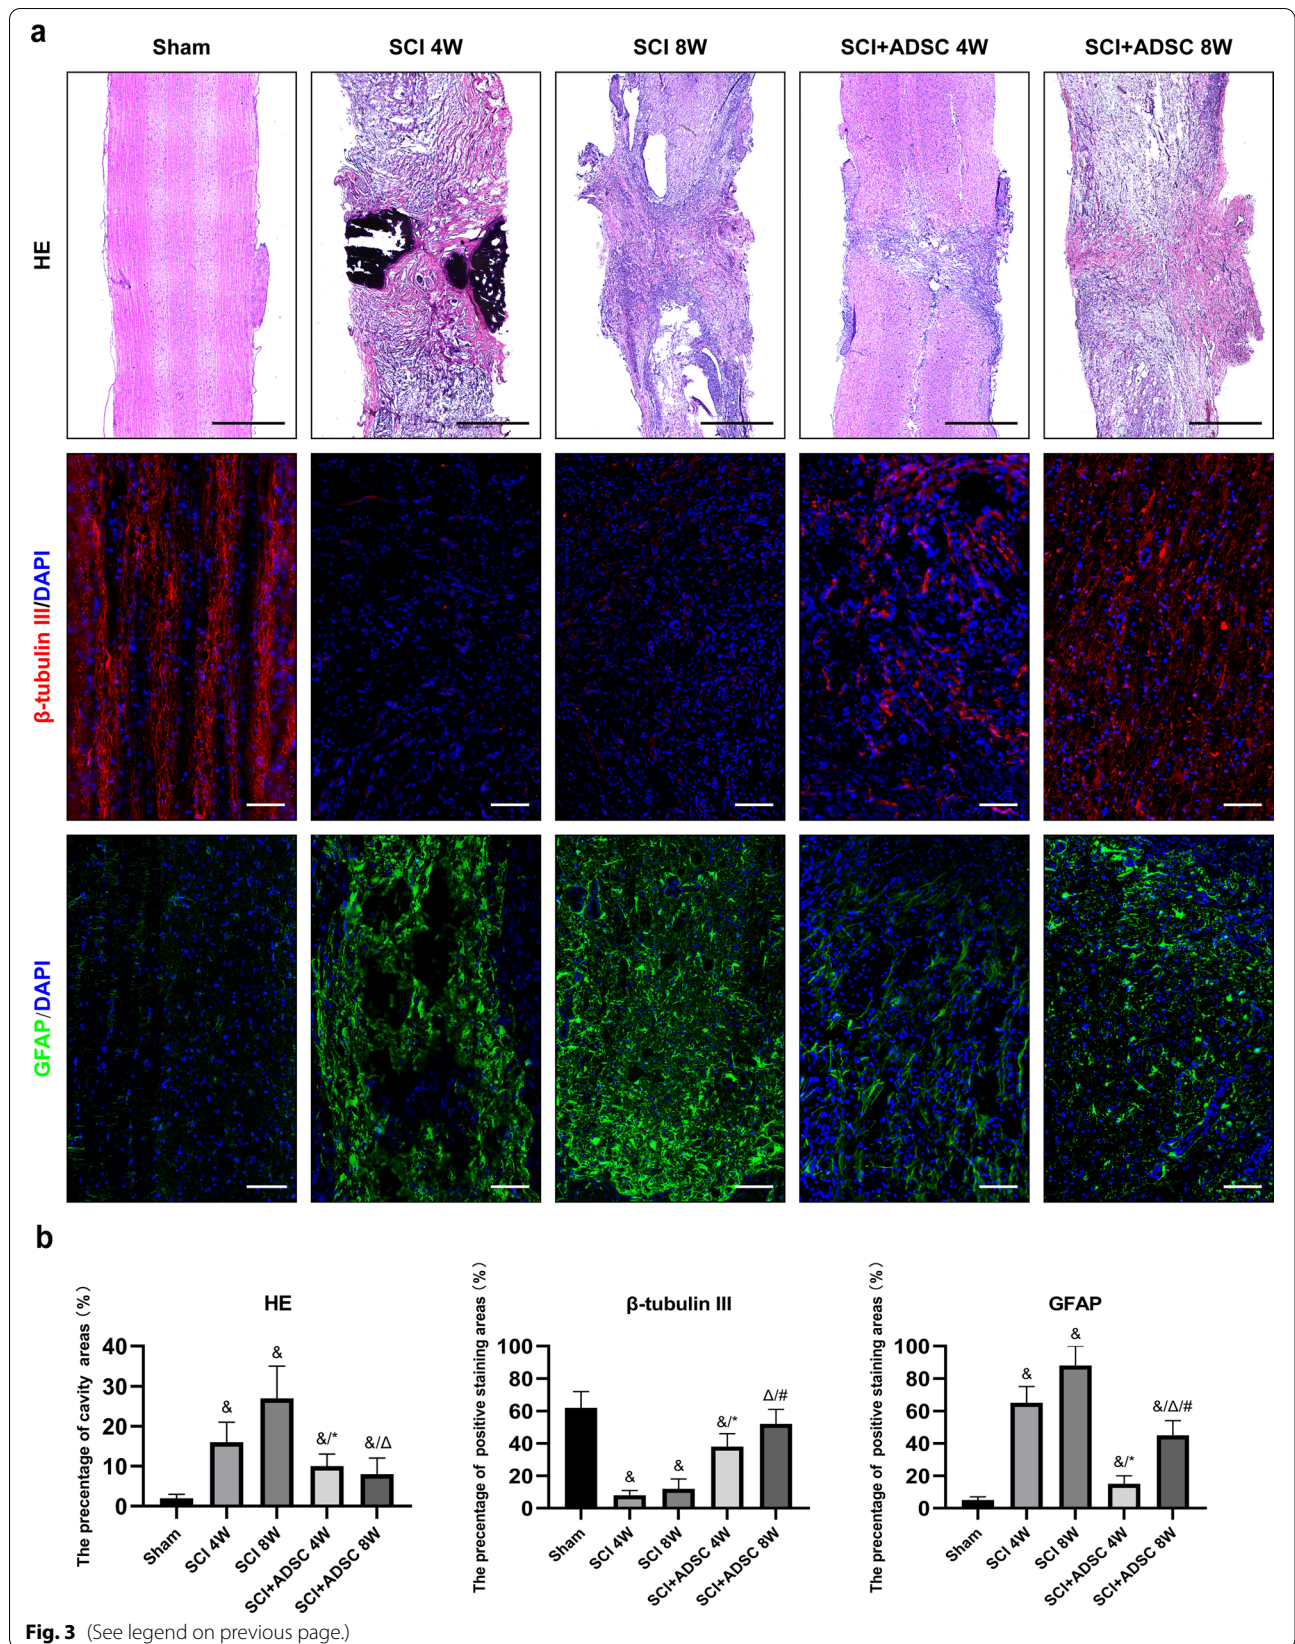 a
Sham
SCI 4W
SCI 8W
SCI+ADSC 4W
SCI+ADSC 8W
HE
β-tubulin III/DAPI
GFAP/DAPI
b
HE
The precentage of cavity areas (%)
40
30
20
10
0
&
&
&/*
&/Δ
Sham
SCI 4W
SCI 8W
SCI+ADSC 4W
SCI+ADSC 8W
β-tubulin III
The precentage of positive staining areas (%)
100
80
60
40
20
0
&
&
&/*
Δ/#
Sham
SCI 4W
SCI 8W
SCI+ADSC 4W
SCI+ADSC 8W
GFAP
The precentage of positive staining areas (%)
100
80
60
40
20
0
&
&
&/*
&/Δ/#
Sham
SCI 4W
SCI 8W
SCI+ADSC 4W
SCI+ADSC 8W
Fig. 3 (See legend on previous page.)